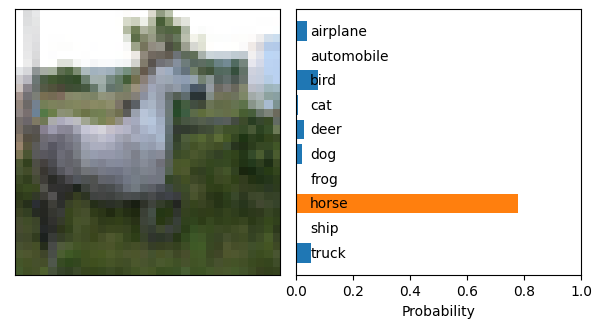 airplane
automobile
bird
cat
deer
dog
frog
horse
ship
truck
0.0 0.2 0.4 0.6 0.8 1.0
Probability